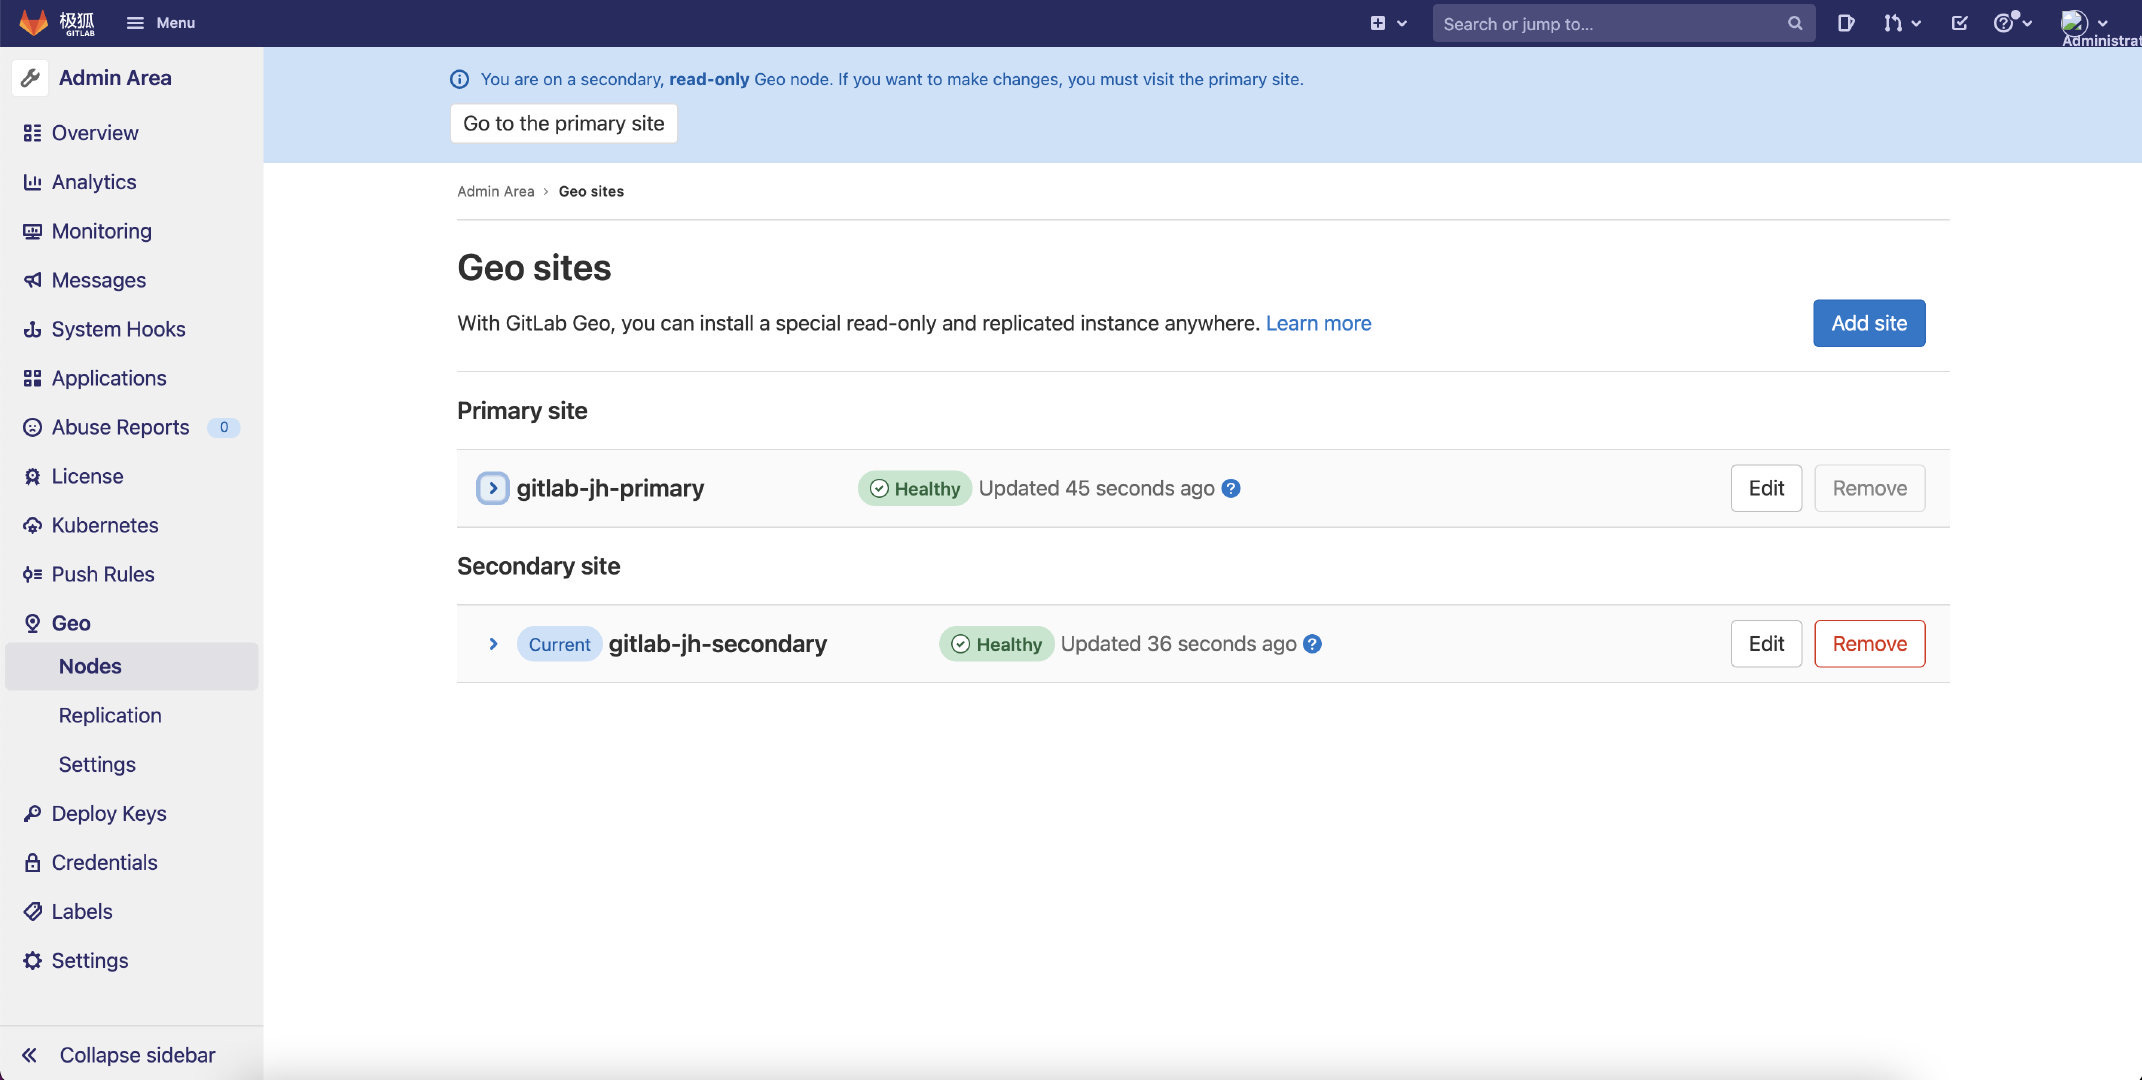 极狐
GITLAB
Menu
Search or jump to...
Administrat
Admin Area
Overview
Analytics
Monitoring
Messages
System Hooks
Applications
Abuse Reports 0
License
Kubernetes
Push Rules
Geo
Nodes
Replication
Settings
Deploy Keys
Credentials
Labels
Settings
Collapse sidebar
You are on a secondary, read-only Geo node. If you want to make changes, you must visit the primary site.
Go to the primary site
Admin Area › Geo sites
Geo sites
With GitLab Geo, you can install a special read-only and replicated instance anywhere. Learn more
Add site
Primary site
gitlab-jh-primary Healthy Updated 45 seconds ago ? Edit Remove
Secondary site
Current gitlab-jh-secondary Healthy Updated 36 seconds ago ? Edit Remove